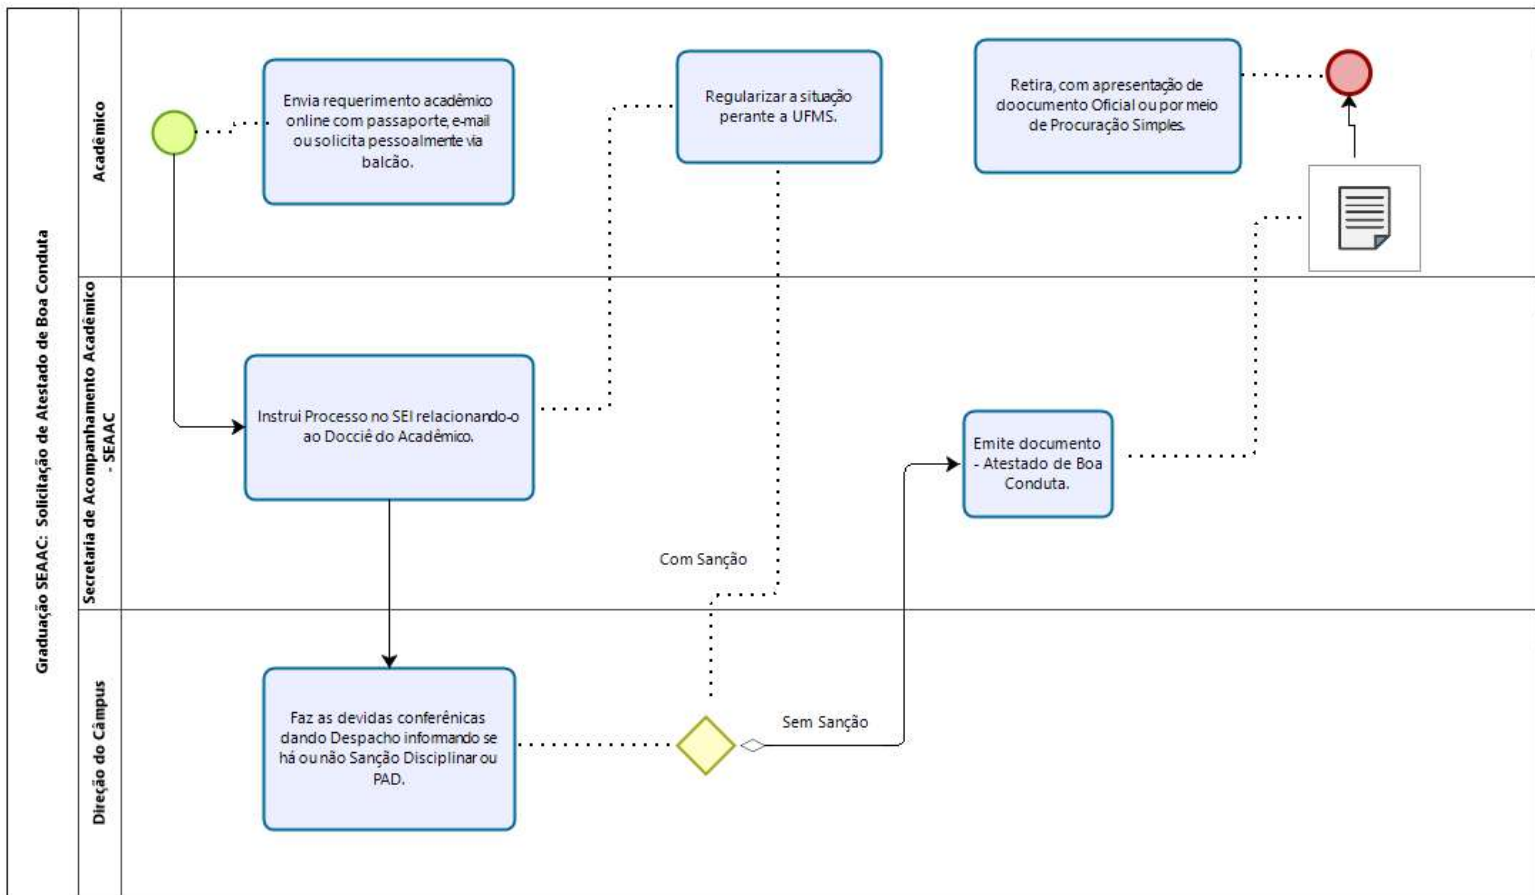 Graduação SEAAC:  Solicitação de Atestado de Boa Conduta
Acadêmico
Envia requerimento acadêmico
online com passaporte, e-mail
ou solicita pessoalmente via
balcão.
Regularizar a situação
perante a UFMS.
Retira, com apresentação de
doocumento Oficial ou por meio
de Procuração Simples.
Secretaria de Acompanhamento Acadêmico
- SEAAC
Instrui Processo no SEI relacionando-o
ao Docciê do Acadêmico.
Emite documento
- Atestado de Boa
Conduta.
Com Sanção
Direção do Câmpus
Faz as devidas conferênicas
dando Despacho informando se
há ou não Sanção Disciplinar ou
PAD.
Sem Sanção